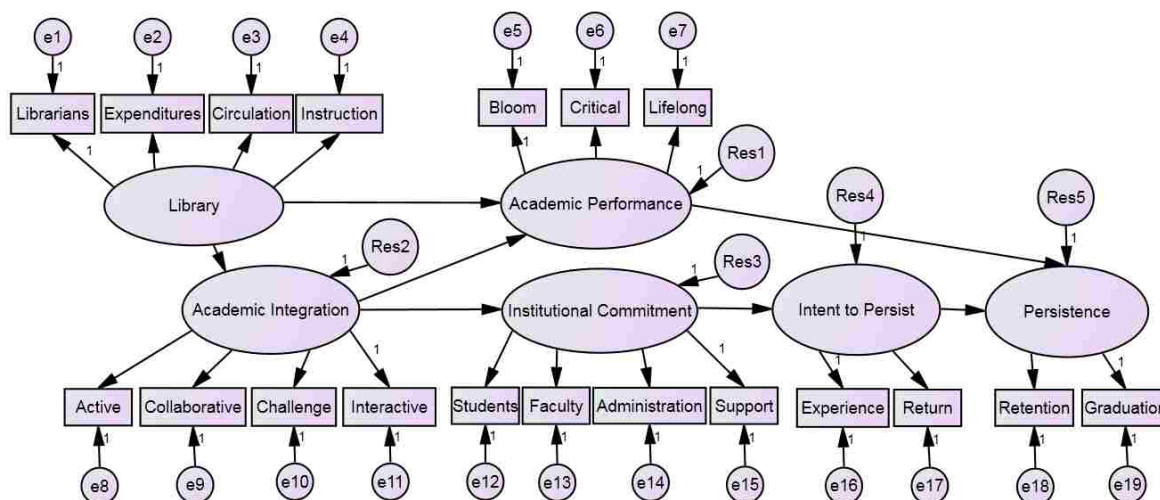 e1 e2 e3 e4 e5 e6 e7
1 1 1 1 1 1 1
Librarians Expenditures Circulation Instruction Bloom Critical Lifelong
1 1
Res1
1
Library Academic Performance Res4 Res5
1 1
Res2 Res3
1 1
Academic Integration Institutional Commitment Intent to Persist Persistence
1 1 1 1
Active Collaborative Challenge Interactive Students Faculty Administration Support Experience Return Retention Graduation
1 1 1 1 1 1 1 1 1 1 1 1
e8 e9 e10 e11 e12 e13 e14 e15 e16 e17 e18 e19